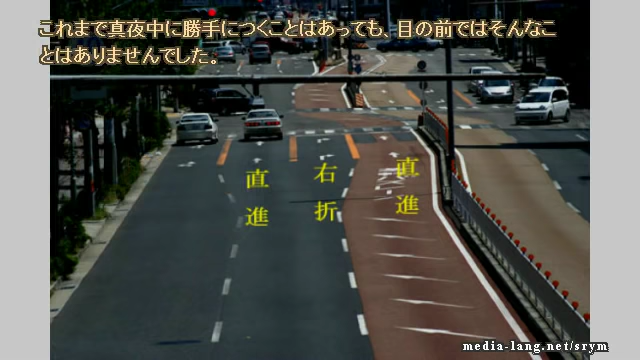 これまで真夜中に勝手につくことはあっても、目の前ではそんなこ
とはありませんでした。
直進
右折
直進
media-lang.net/srym